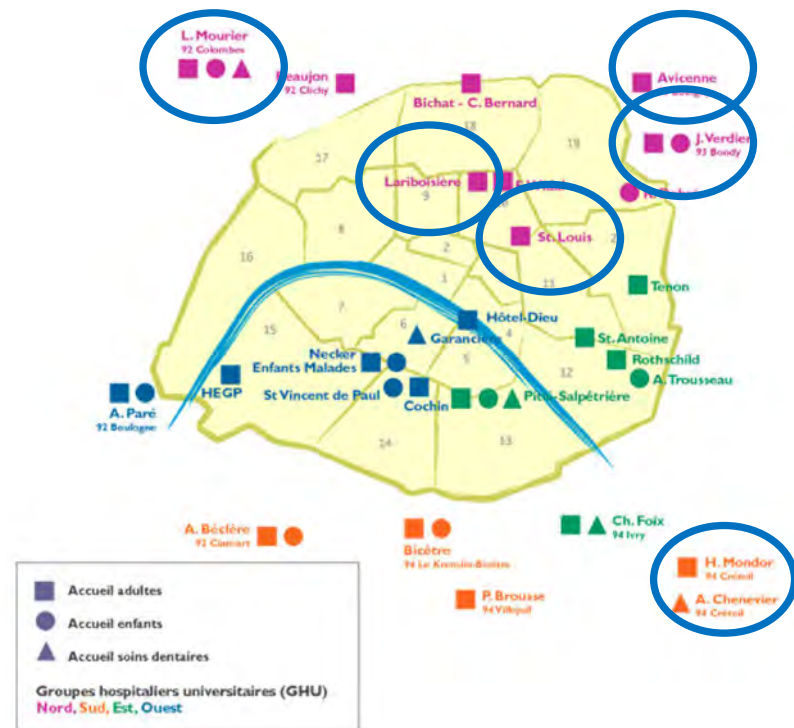 L. Mourier
92 Colombes
Beaujon
92 Clichy
Bichat - C. Bernard
Avicenne
J. Verdier
93 Bondy
17
18
19
Lariboisière
9
St. Louis
8
2
16
1
11
Tenon
7
Hôtel-Dieu
6
Garancière
4
St. Antoine
15
Necker
Enfants Malades
5
Rothschild
12
A. Trousseau
HEGP
St Vincent de Paul
Cochin
Pitié-Salpétrière
A. Paré
92 Boulogne
14
13
A. Béclère
92 Clamart
Bicêtre
94 Le Kremlin-Bicêtre
Ch. Foix
94 Ivry
H. Mondor
94 Créteil
P. Brousse
94 Villejuif
A. Chenevier
94 Créteil
Accueil adultes
Accueil enfants
Accueil soins dentaires
Groupes hospitaliers universitaires (GHU)
Nord, Sud, Est, Ouest